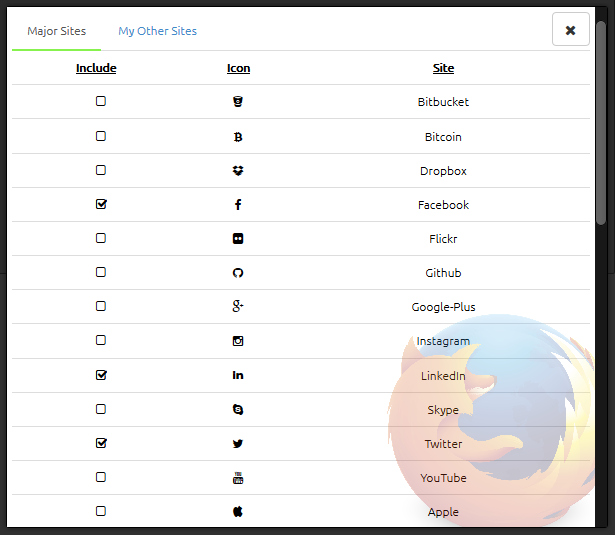 Major Sites My Other Sites
Include Icon Site
Bitbucket
Bitcoin
Dropbox
Facebook
Flickr
Github
Google-Plus
Instagram
LinkedIn
Skype
Twitter
YouTube
Apple